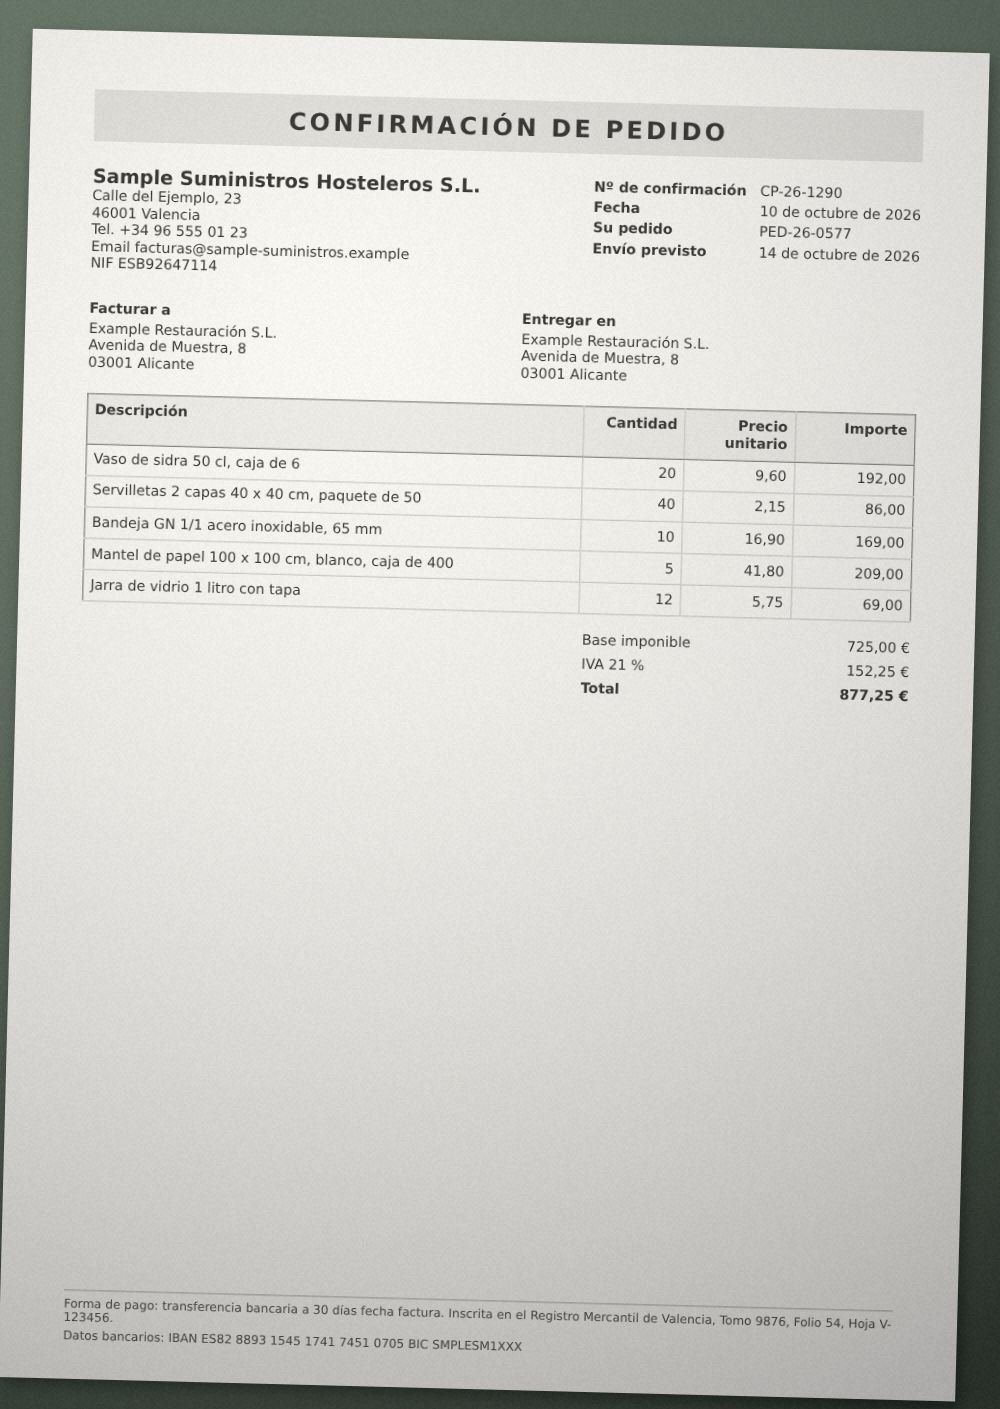 CONFIRMACIÓN DE PEDIDO
Sample Suministros Hosteleros S.L.
Calle del Ejemplo, 23
46001 Valencia
Tel. +34 96 555 01 23
Email facturas@sample-suministros.example
NIF ESB92647114
Nº de confirmación CP-26-1290
Fecha 10 de octubre de 2026
Su pedido PED-26-0577
Envío previsto 14 de octubre de 2026
Facturar a
Example Restauración S.L.
Avenida de Muestra, 8
03001 Alicante
Entregar en
Example Restauración S.L.
Avenida de Muestra, 8
03001 Alicante
Descripción Cantidad Precio unitario Importe
Vaso de sidra 50 cl, caja de 6 20 9,60 192,00
Servilletas 2 capas 40 x 40 cm, paquete de 50 40 2,15 86,00
Bandeja GN 1/1 acero inoxidable, 65 mm 10 16,90 169,00
Mantel de papel 100 x 100 cm, blanco, caja de 400 5 41,80 209,00
Jarra de vidrio 1 litro con tapa 12 5,75 69,00
Base imponible 725,00 €
IVA 21 % 152,25 €
Total 877,25 €
Forma de pago: transferencia bancaria a 30 días fecha factura. Inscrita en el Registro Mercantil de Valencia, Tomo 9876, Folio 54, Hoja V-
123456.
Datos bancarios: IBAN ES82 8893 1545 1741 7451 0705 BIC SMPLESM1XXX